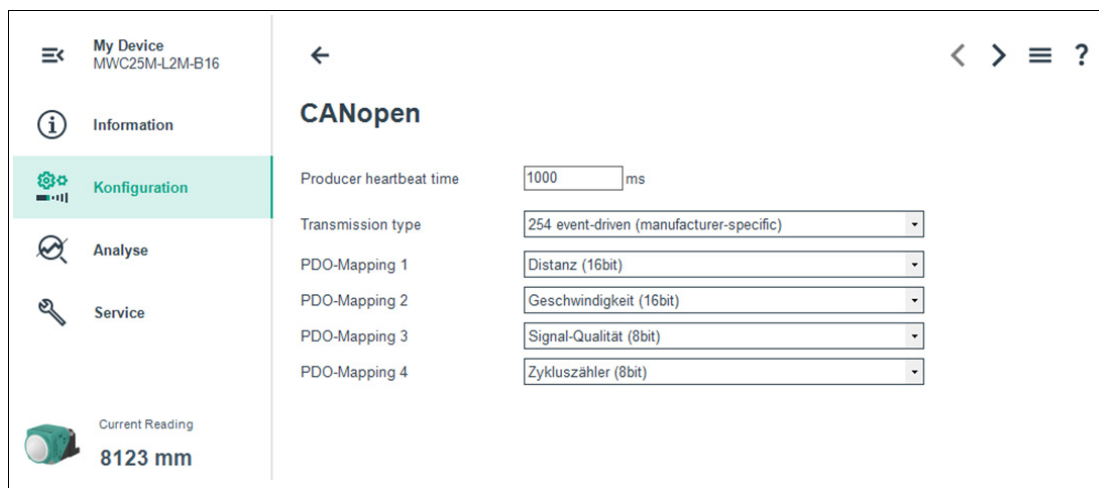 My Device
MWC25M-L2M-B16
Information
Konfiguration
Analyse
Service
Current Reading
8123 mm
?
CANopen
Producer heartbeat time 1000 ms
Transmission type 254 event-driven (manufacturer-specific)
PDO-Mapping 1 Distanz (16bit)
PDO-Mapping 2 Geschwindigkeit (16bit)
PDO-Mapping 3 Signal-Qualität (8bit)
PDO-Mapping 4 Zykluszähler (8bit)